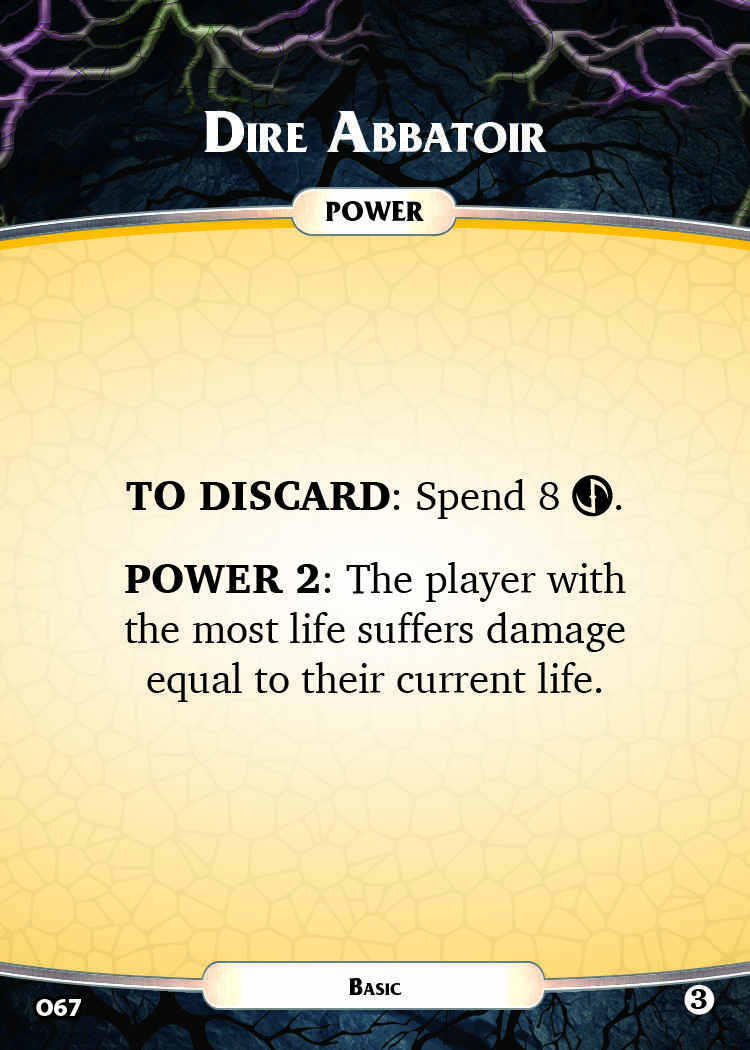 Dire Abbatoir
POWER
TO DISCARD: Spend 8 .
POWER 2: The player with
the most life suffers damage
equal to their current life.
Basic
067
3